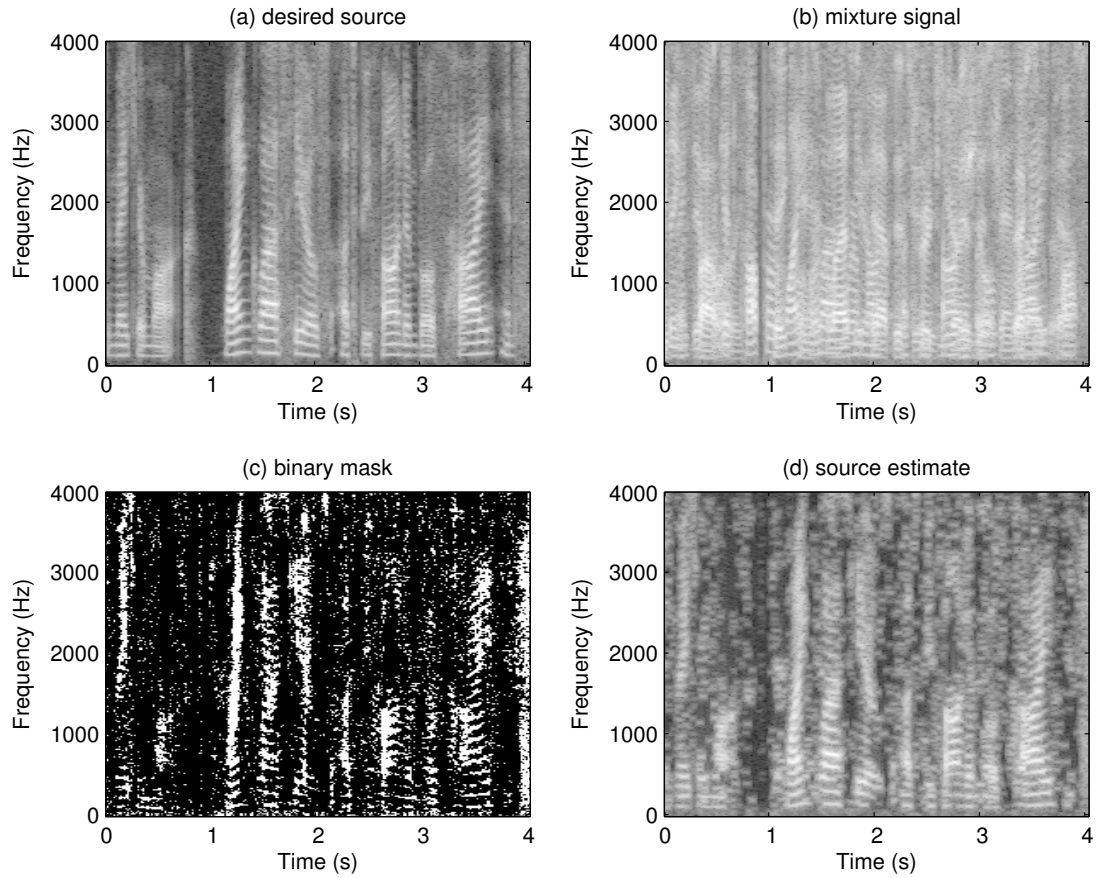 (a) desired source
4000
3000
2000
1000
0
Frequency (Hz)
0 1 2 3 4
Time (s)
(b) mixture signal
4000
3000
2000
1000
0
Frequency (Hz)
0 1 2 3 4
Time (s)
(c) binary mask
4000
3000
2000
1000
0
Frequency (Hz)
0 1 2 3 4
Time (s)
(d) source estimate
4000
3000
2000
1000
0
Frequency (Hz)
0 1 2 3 4
Time (s)